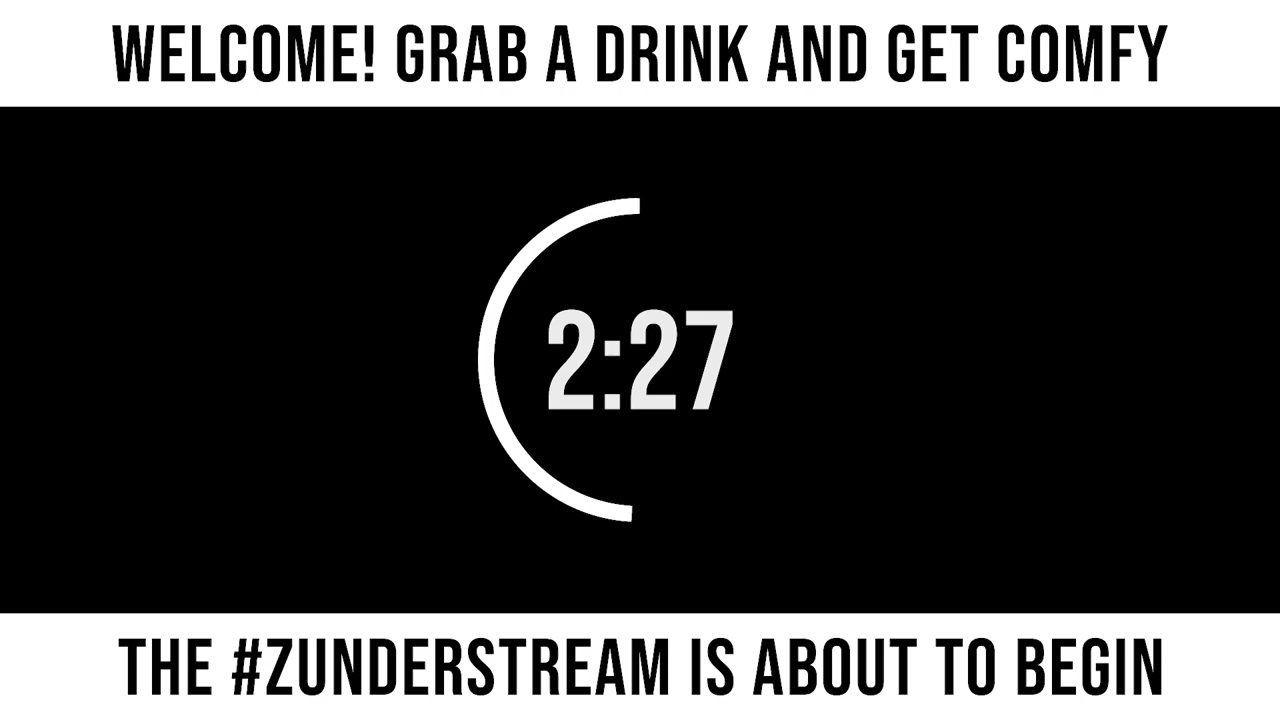 WELCOME! GRAB A DRINK AND GET COMFY
2:27
THE #ZUNDERSTREAM IS ABOUT TO BEGIN